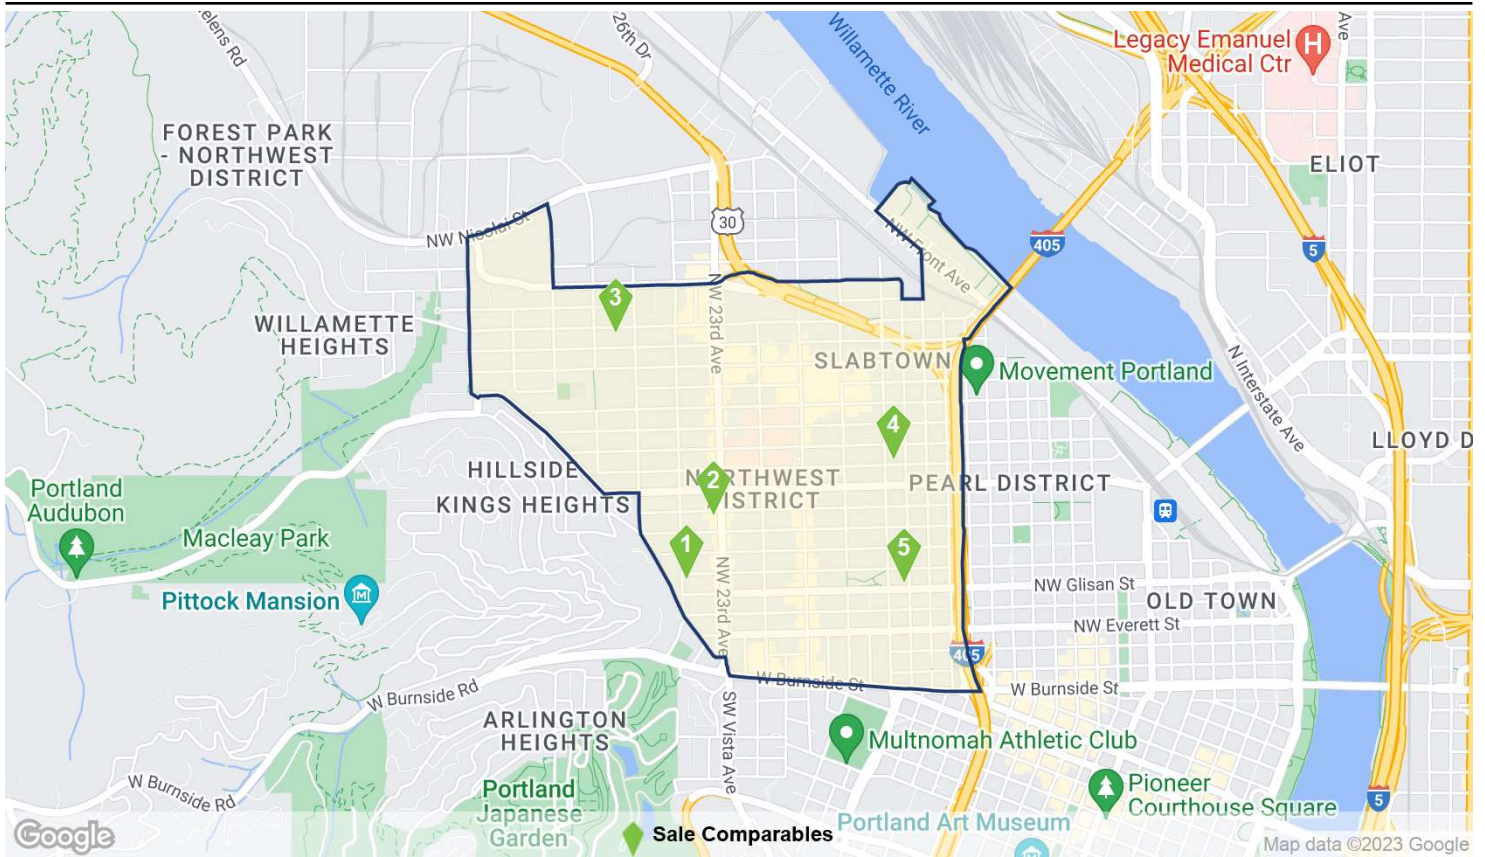 Helens Rd
26th Dr
Willamette River
Legacy Emanuel
Medical Ctr
H
Ave
FOREST PARK
- NORTHWEST
DISTRICT
ELIOT
NW Nicolai St
30
NW Front Ave
405
5
3
NW 23rd Ave
WILLAMETTE
HEIGHTS
SLABTOWN
Movement Portland
N Interstate Ave
4
LLOYD D
HILLSIDE
KINGS HEIGHTS
2
NORTHWEST
DISTRICT
PEARL DISTRICT
Portland
Audubon
Macleay Park
1
5
NW 23rd Ave
NW Glisan St
Pittock Mansion
OLD TOWN
NW Everett St
405
W Burnside St
W Burnside St
W Burnside Rd
SW Vista Ave
ARLINGTON
HEIGHTS
Multnomah Athletic Club
W Burnside Rd
Portland
Japanese
Garden
Pioneer
Courthouse Square
5
Google
Sale Comparables
Portland Art Museum
Map data ©2023 Google